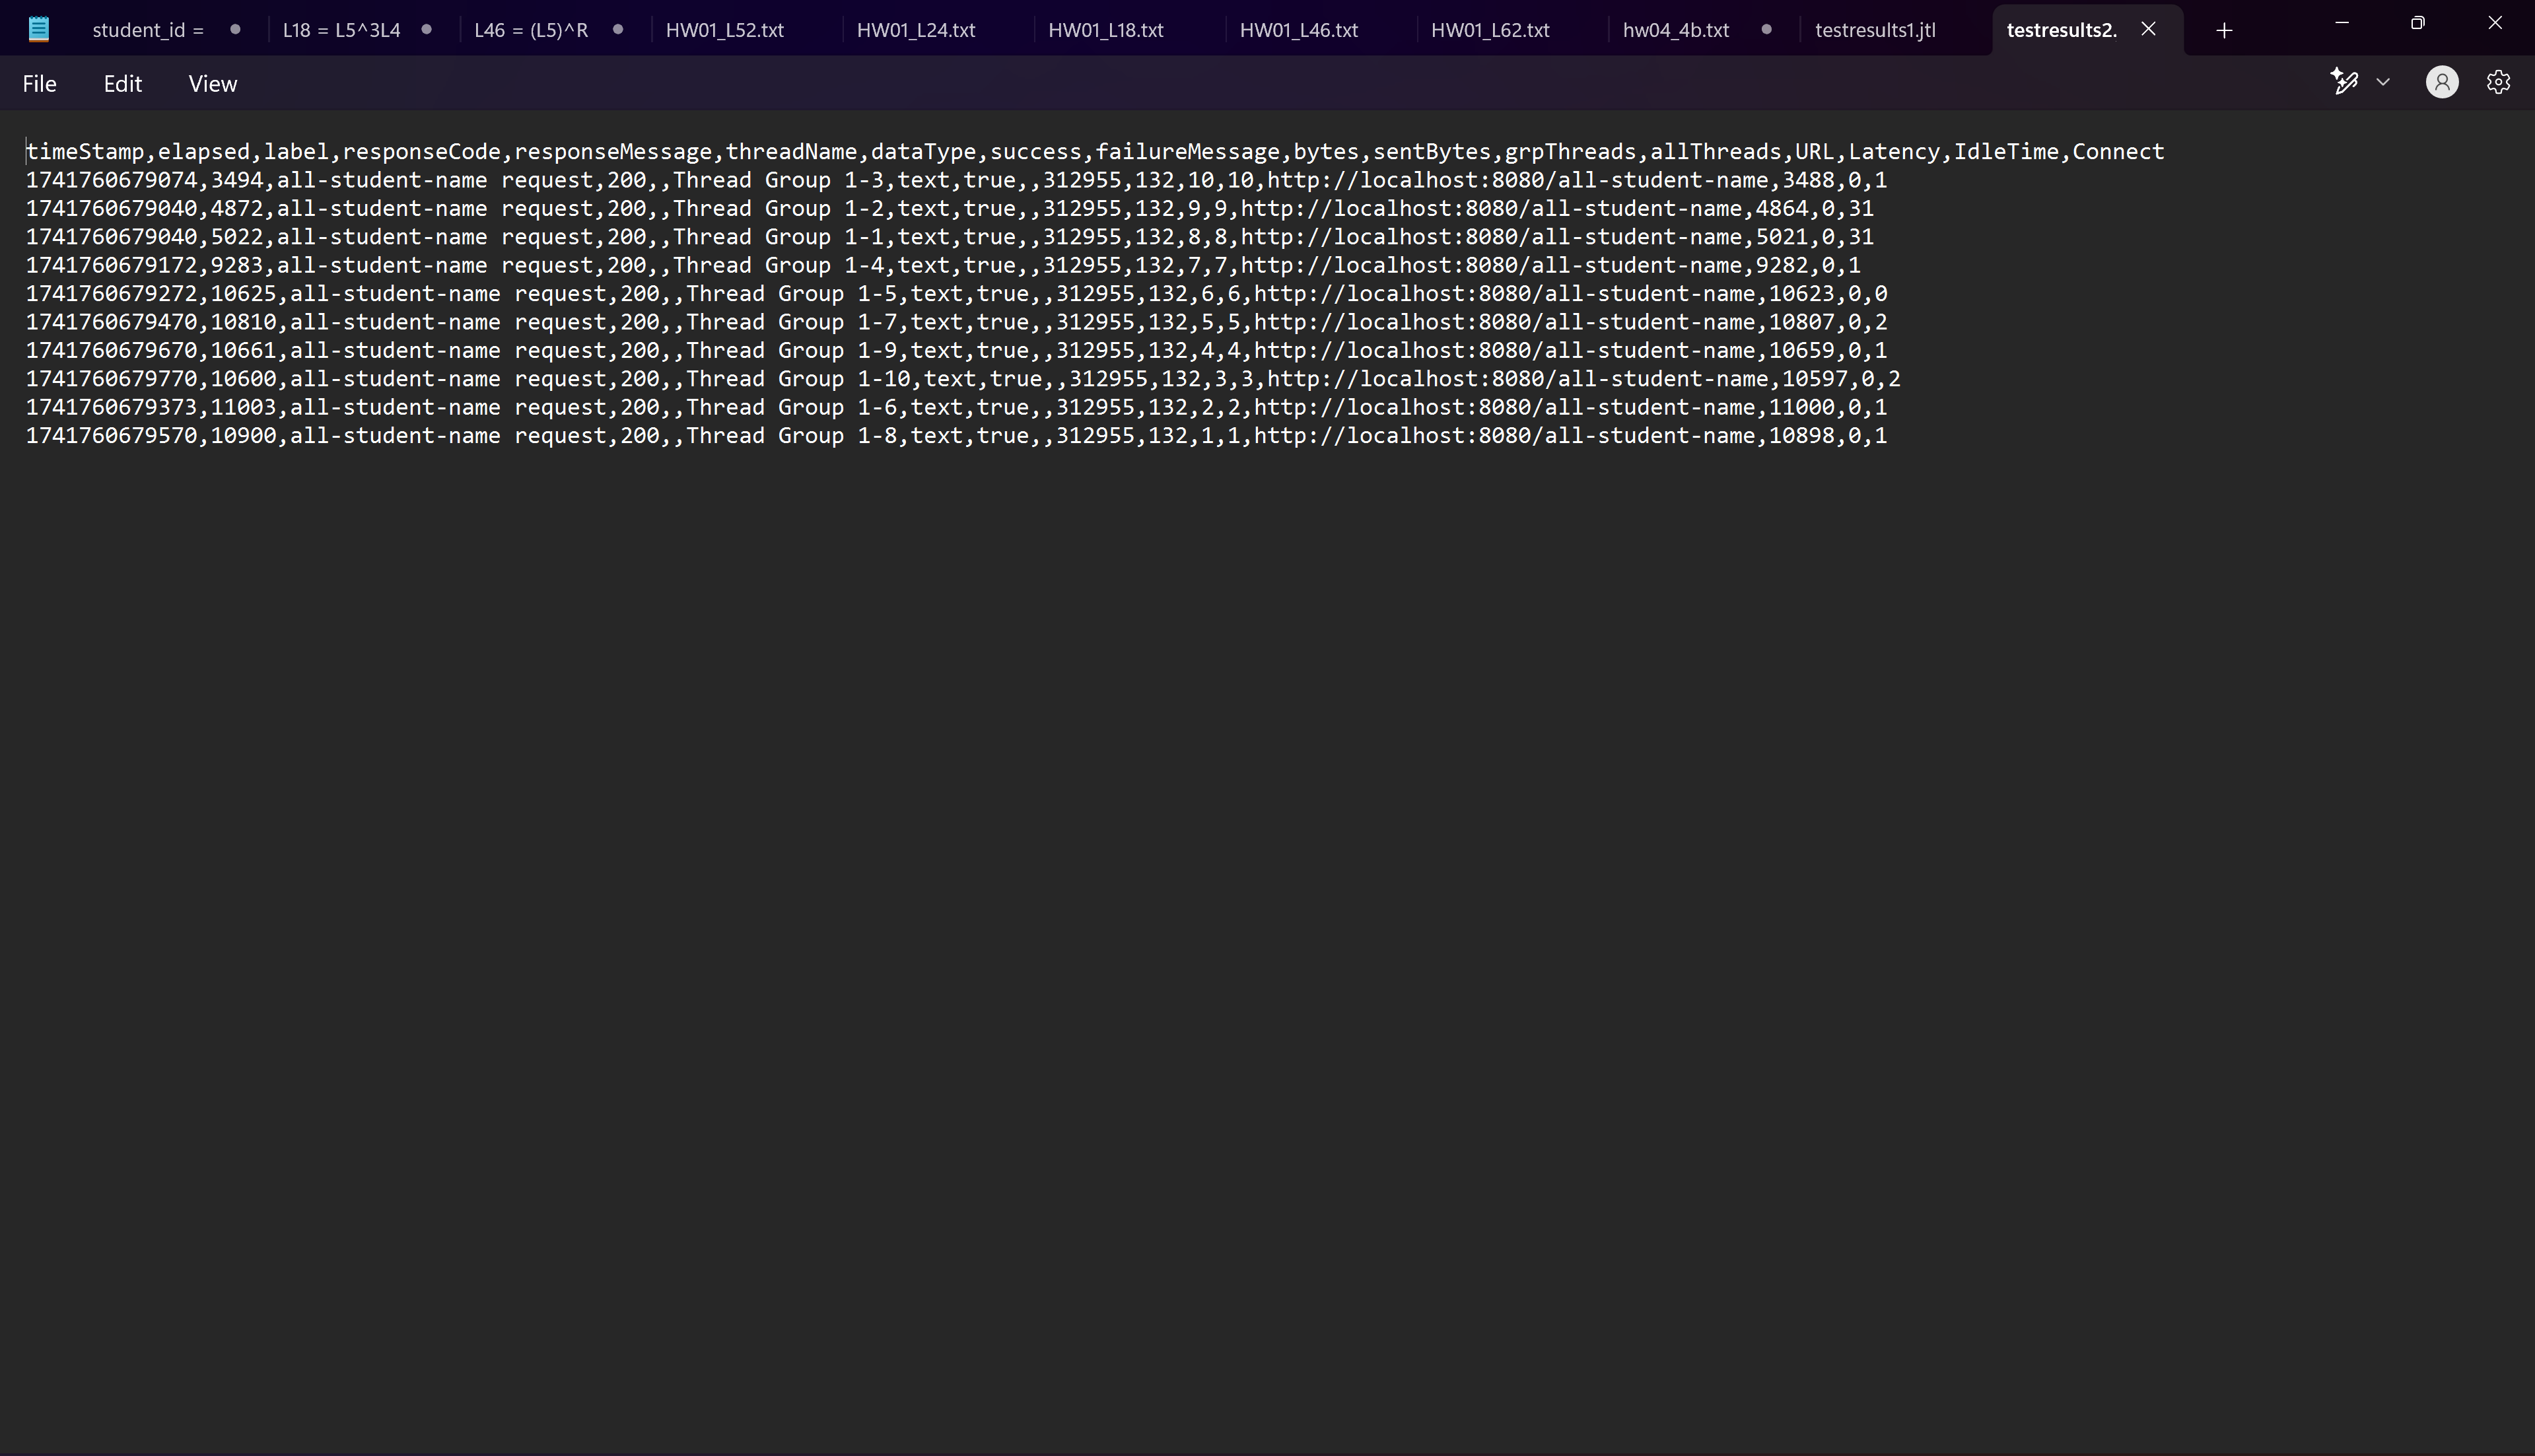 student_id = L18 = L5^3L4 L46 = (L5)^R HW01_L52.txt HW01_L24.txt HW01_L18.txt HW01_L46.txt HW01_L62.txt hw04_4b.txt testresults1.jtl testresults2.
File Edit View
timeStamp,elapsed,label,responseCode,responseMessage,threadName,dataType,success,failureMessage,bytes,sentBytes,grpThreads,allThreads,URL,Latency,IdleTime,Connect
1741760679074,3494,all-student-name request,200,,Thread Group 1-3,text,true,,312955,132,10,10,http://localhost:8080/all-student-name,3488,0,1
1741760679040,4872,all-student-name request,200,,Thread Group 1-2,text,true,,312955,132,9,9,http://localhost:8080/all-student-name,4864,0,31
1741760679040,5022,all-student-name request,200,,Thread Group 1-1,text,true,,312955,132,8,8,http://localhost:8080/all-student-name,5021,0,31
1741760679172,9283,all-student-name request,200,,Thread Group 1-4,text,true,,312955,132,7,7,http://localhost:8080/all-student-name,9282,0,1
1741760679272,10625,all-student-name request,200,,Thread Group 1-5,text,true,,312955,132,6,6,http://localhost:8080/all-student-name,10623,0,0
1741760679470,10810,all-student-name request,200,,Thread Group 1-7,text,true,,312955,132,5,5,http://localhost:8080/all-student-name,10807,0,2
1741760679670,10661,all-student-name request,200,,Thread Group 1-9,text,true,,312955,132,4,4,http://localhost:8080/all-student-name,10659,0,1
1741760679770,10600,all-student-name request,200,,Thread Group 1-10,text,true,,312955,132,3,3,http://localhost:8080/all-student-name,10597,0,2
1741760679373,11003,all-student-name request,200,,Thread Group 1-6,text,true,,312955,132,2,2,http://localhost:8080/all-student-name,11000,0,1
1741760679570,10900,all-student-name request,200,,Thread Group 1-8,text,true,,312955,132,1,1,http://localhost:8080/all-student-name,10898,0,1